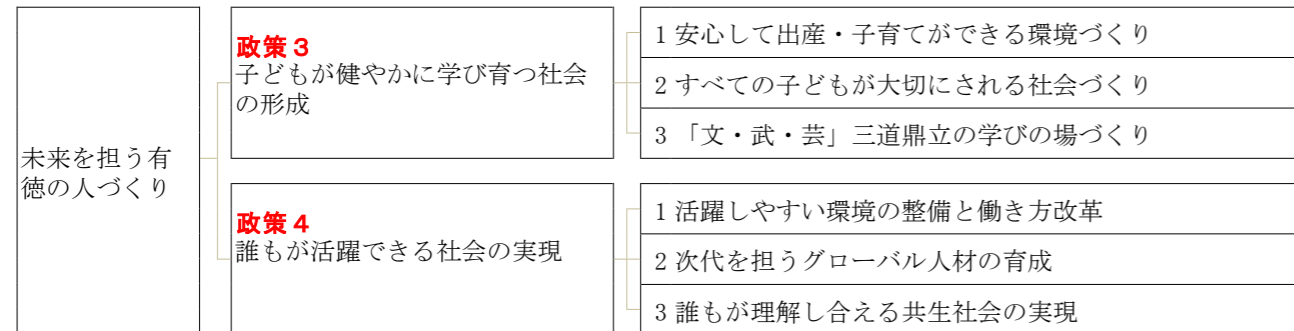 未来を担う有
徳の人づくり
政策3
子どもが健やかに学び育つ社会
の形成
1 安心して出産・子育てができる環境づくり
2 すべての子どもが大切にされる社会づくり
3 「文・武・芸」三道鼎立の学びの場づくり
政策4
誰もが活躍できる社会の実現
1 活躍しやすい環境の整備と働き方改革
2 次代を担うグローバル人材の育成
3 誰もが理解し合える共生社会の実現